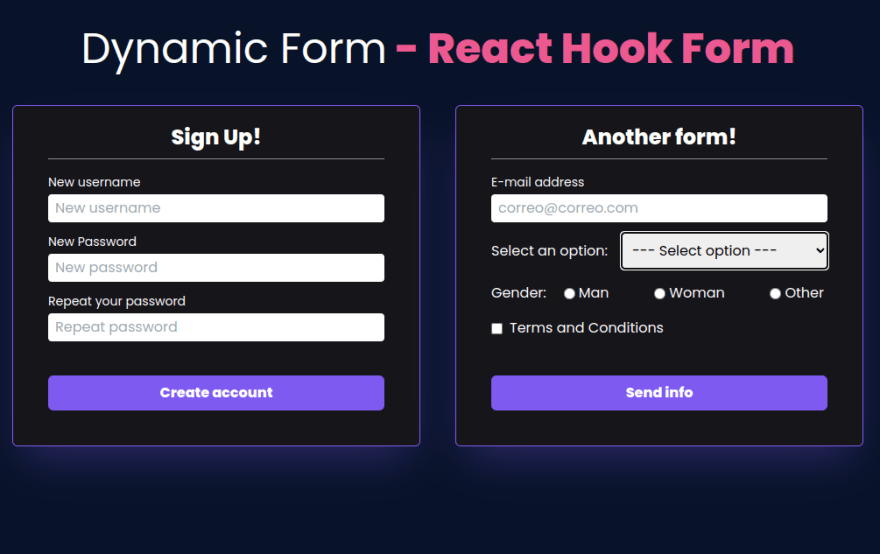 Dynamic Form - React Hook Form
Sign Up!
New username
New username
New Password
New password
Repeat your password
Repeat password
Create account
Another form!
E-mail address
correo@correo.com
Select an option: --- Select option ---
Gender: Man Woman Other
Terms and Conditions
Send info